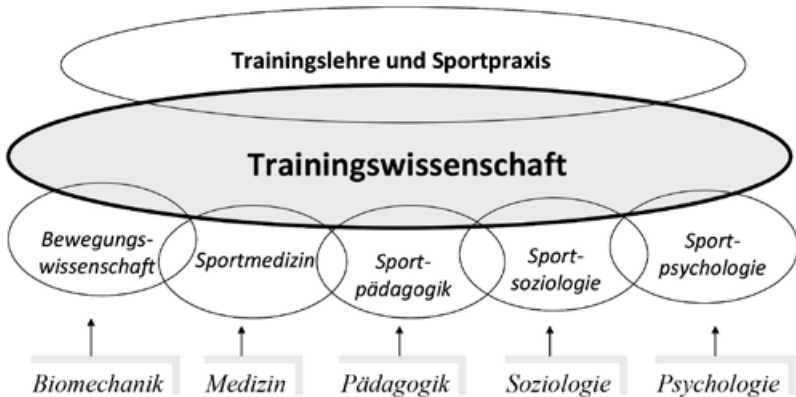 Trainingslehre und Sportpraxis
Trainingswissenschaft
Bewegungs-
wissenschaft
Sportmedizin
Sport-
pädagogik
Sport-
soziologie
Sport-
psychologie
Biomechanik
Medizin
Pädagogik
Soziologie
Psychologie